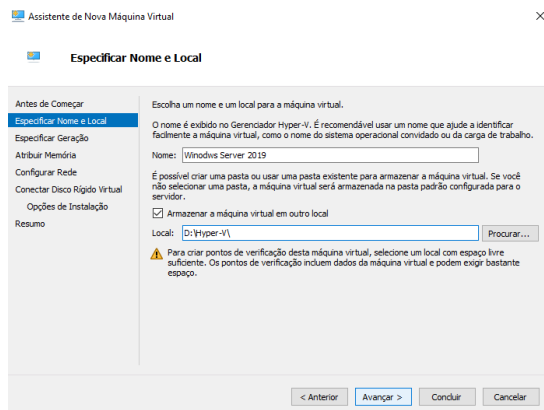 Assistente de Nova Máquina Virtual
Especificar Nome e Local
Antes de Começar
Especificar Nome e Local
Especificar Geração
Atribuir Memória
Configurar Rede
Conectar Disco Rígido Virtual
Opções de Instalação
Resumo
Escolha um nome e um local para a máquina virtual.
O nome é exibido no Gerenciador Hyper-V. É recomendável usar um nome que ajude a identificar
facilmente a máquina virtual, como o nome do sistema operacional convidado ou da carga de trabalho.
Nome: Winodws Server 2019
É possível criar uma pasta ou usar uma pasta existente para armazenar a máquina virtual. Se você
não selecionar uma pasta, a máquina virtual será armazenada na pasta padrão configurada para o
servidor.
Armazenar a máquina virtual em outro local
Local: D:\Hyper-V\ Procurar...
Para criar pontos de verificação desta máquina virtual, selecione um local com espaço livre
suficiente. Os pontos de verificação incluem dados da máquina virtual e podem exigir bastante
espaço.
< Anterior Avançar > Concluir Cancelar